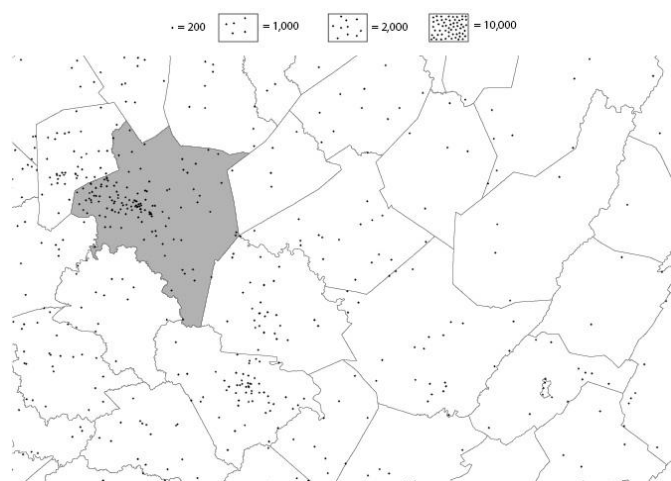 = 200 = 1,000 = 2,000 = 10,000